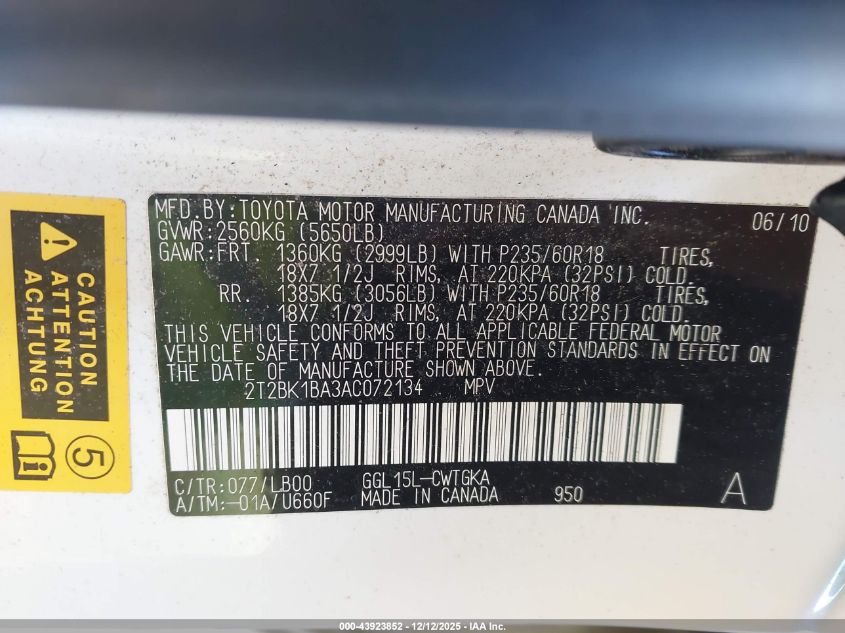 MFD.BY:TOYOTA MOTOR MANUFACTURING CANADA INC. 06/10
GVWR:2560KG (5650LB)
GAWR:FRT. 1360KG (2999LB) WITH P235/60R18 TIRES,
18X7 1/2J RIMS, AT 220KPA (32PSI) COLD.
RR. 1385KG (3056LB) WITH P235/60R18 TIRES,
18X7 1/2J RIMS, AT 220KPA (32PSI) COLD.
THIS VEHICLE CONFORMS TO ALL APPLICABLE FEDERAL MOTOR
VEHICLE SAFETY AND THEFT PREVENTION STANDARDS IN EFFECT ON
THE DATE OF MANUFACTURE SHOWN ABOVE.
2T2BK1BA3AC072134 MPV
C/TR:077/LB00 GGL15L-CWTGKA
A/TM:-01A/U660F MADE IN CANADA 950 A
CAUTION
ATTENTION
ACHTUNG
5
000-43923852 - 12/12/2025 - IAA Inc.